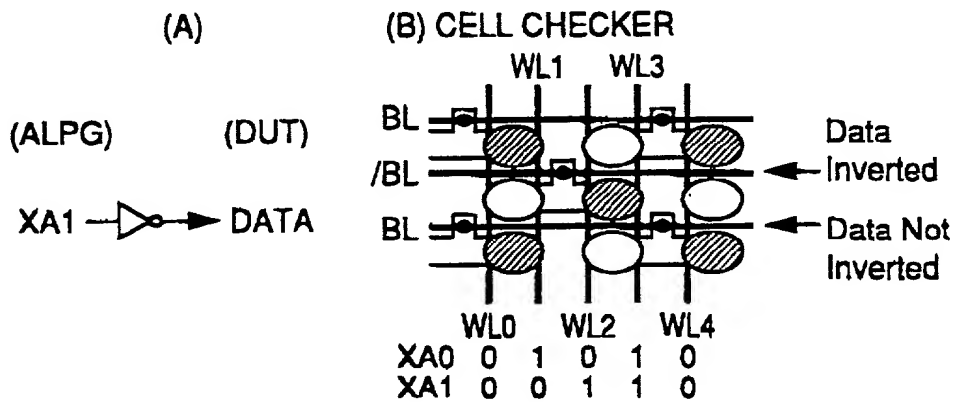 (A)
(B) CELL CHECKER
WL1 WL3
(ALPG) (DUT)
BL
Data Inverted
/BL
XA1 DATA
BL
Data Not Inverted
WL0 WL2 WL4
XA0 0 1 0 1 0
XA1 0 0 1 1 0